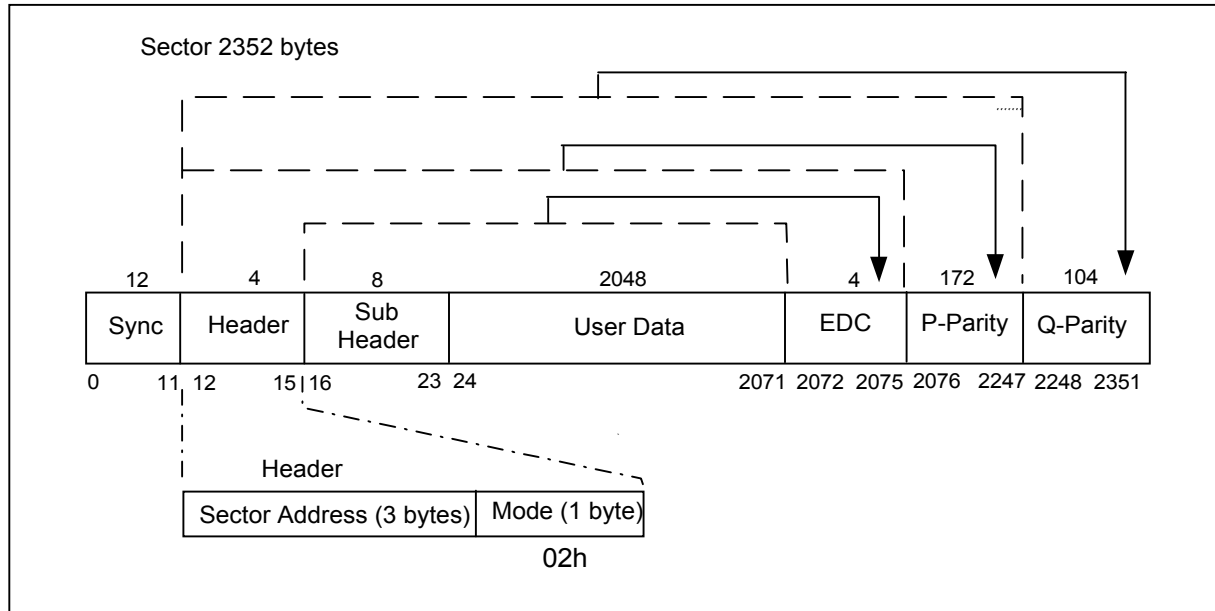 Sector 2352 bytes
12 4 8 2048 4 172 104
Sync Header Sub Header User Data EDC P-Parity Q-Parity
0 11 12 15 16 23 24 2071 2072 2075 2076 2247 2248 2351
Header
Sector Address (3 bytes) Mode (1 byte)
02h